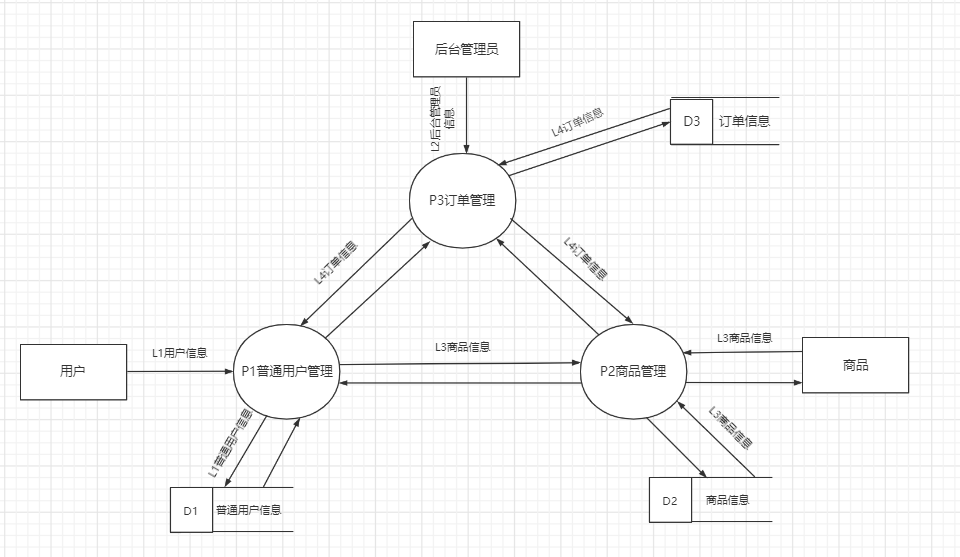 后台管理员
L2后台管理员
信息
L4订单信息
D3
订单信息
P3订单管理
L4订单信息
L4订单信息
用户
L1用户信息
P1普通用户管理
L3商品信息
P2商品管理
L3商品信息
商品
L1普通用户信息
L3商品信息
D1
普通用户信息
D2
商品信息